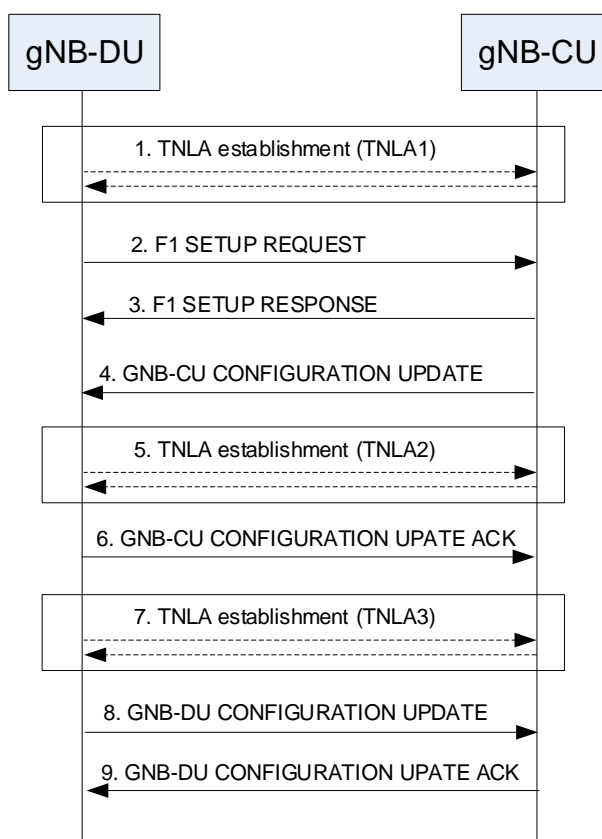 gNB-DU
gNB-CU
1. TNLA establishment (TNLA1)
2. F1 SETUP REQUEST
3. F1 SETUP RESPONSE
4. GNB-CU CONFIGURATION UPDATE
5. TNLA establishment (TNLA2)
6. GNB-CU CONFIGURATION UPATE ACK
7. TNLA establishment (TNLA3)
8. GNB-DU CONFIGURATION UPDATE
9. GNB-DU CONFIGURATION UPATE ACK